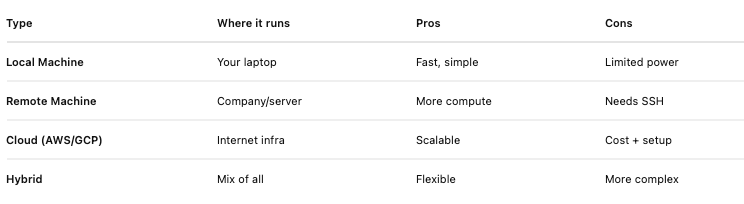 Type Where it runs Pros Cons
Local Machine Your laptop Fast, simple Limited power
Remote Machine Company/server More compute Needs SSH
Cloud (AWS/GCP) Internet infra Scalable Cost + setup
Hybrid Mix of all Flexible More complex